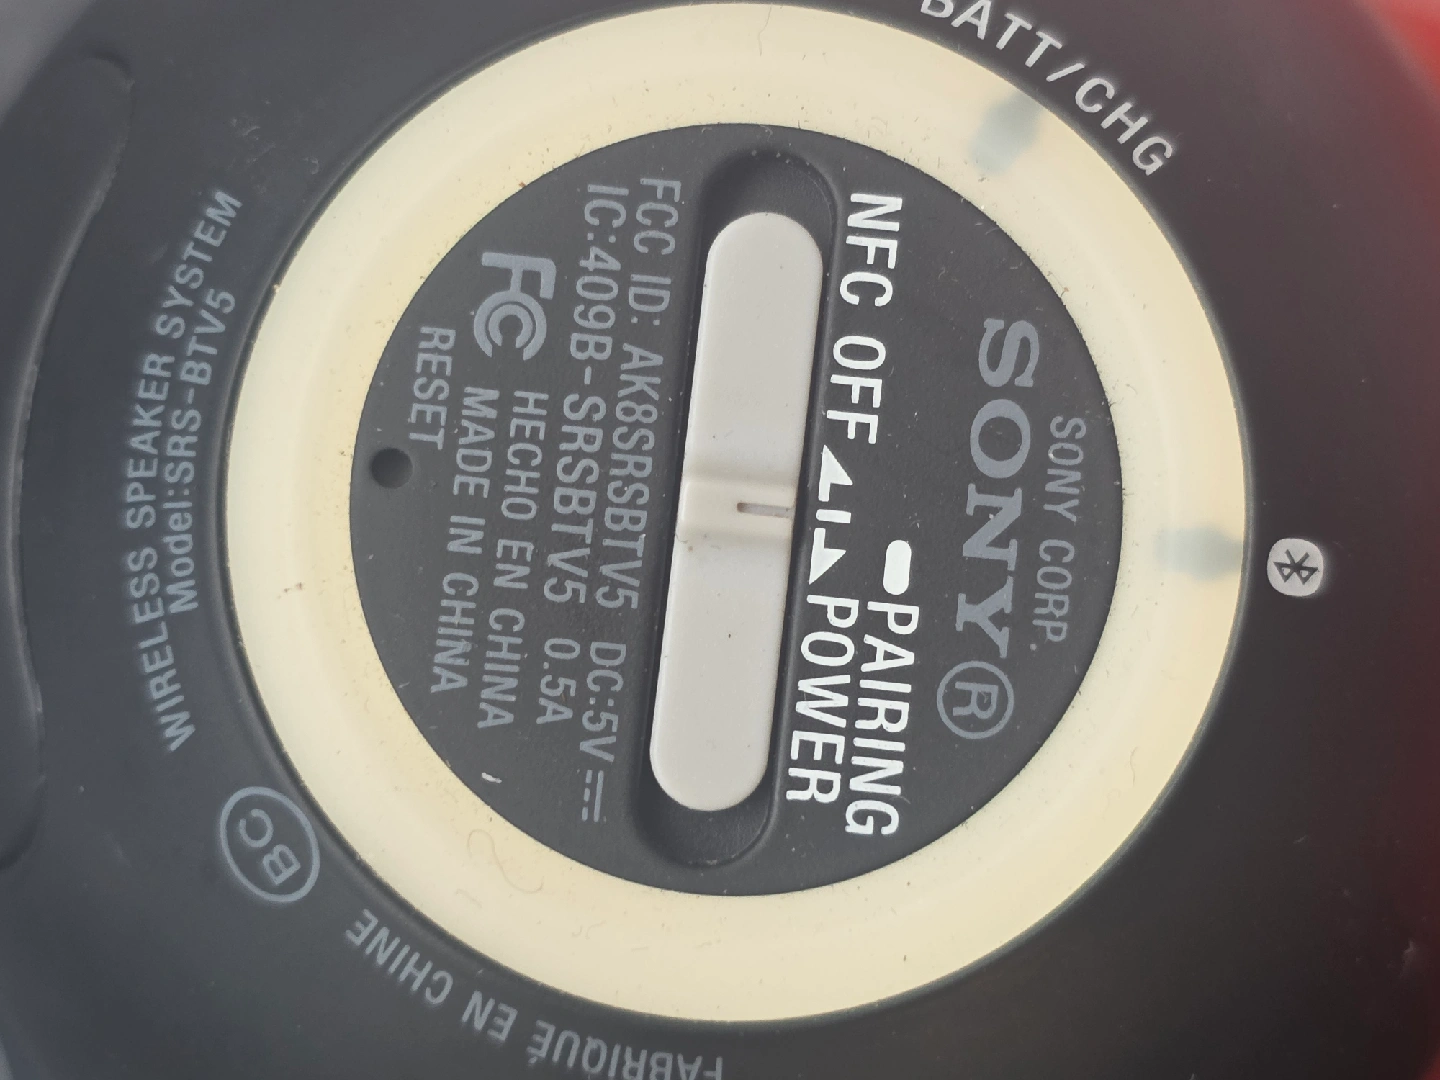 BATT/CHG
SONY CORP.
SONY®
PAIRING
NFC OFF POWER
FCC ID: AK8SRSBTV5 DC:5V
IC:409B-SRSBTV5 0.5A
FC HECHO EN CHINA
MADE IN CHINA
RESET
WIRELESS SPEAKER SYSTEM
Model:SRS-BTV5
BC
FABRIQUÉ EN CHINE